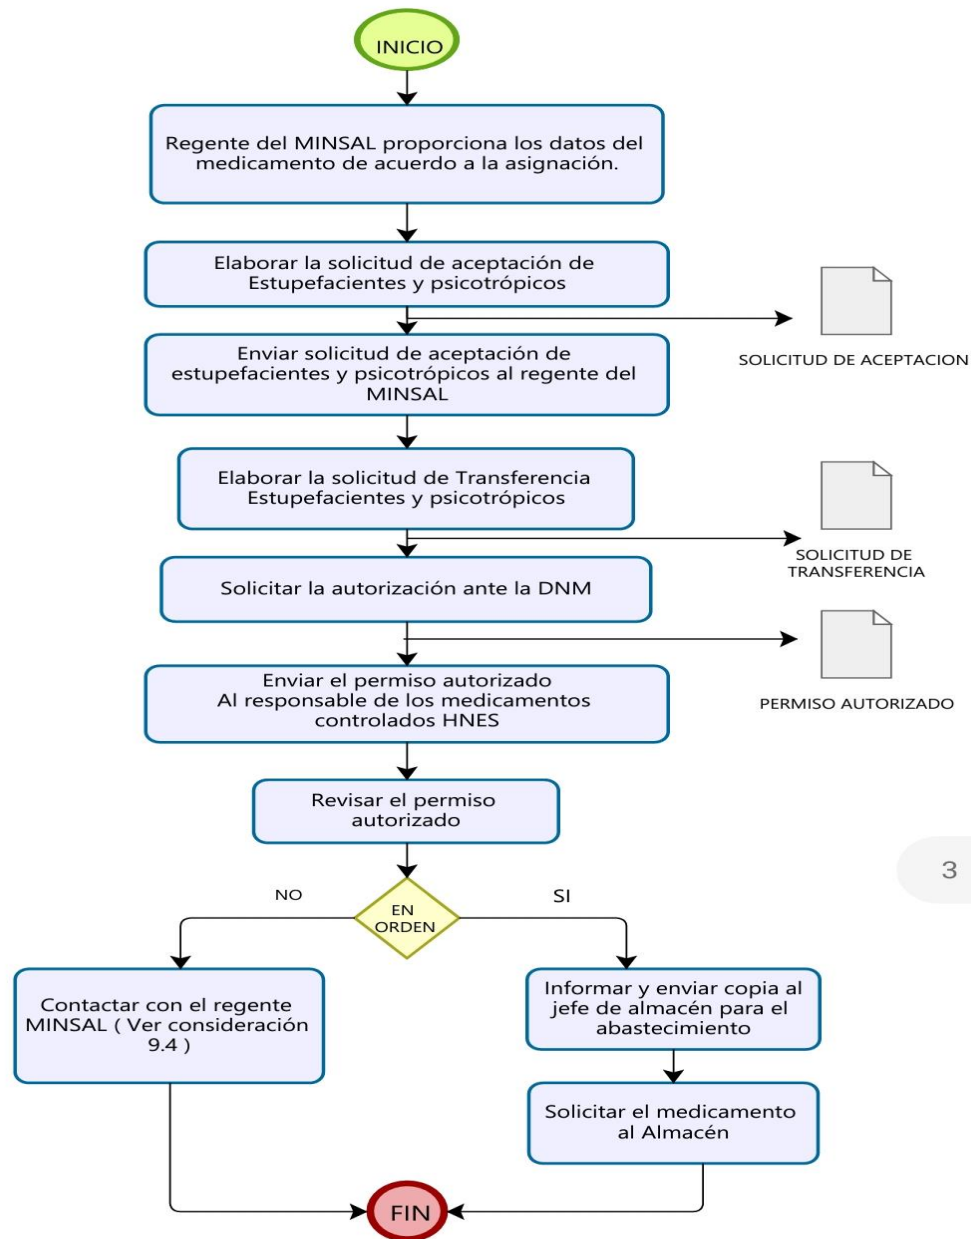 INICIO
Regente del MINSAL proporciona los datos del
medicamento de acuerdo a la asignación.
Elaborar la solicitud de aceptación de
Estupefacientes y psicotrópicos
SOLICITUD DE ACEPTACION
Enviar solicitud de aceptación de
estupefacientes y psicotrópicos al regente del
MINSAL
Elaborar la solicitud de Transferencia
Estupefacientes y psicotrópicos
SOLICITUD DE
TRANSFERENCIA
Solicitar la autorización ante la DNM
PERMISO AUTORIZADO
Enviar el permiso autorizado
Al responsable de los medicamentos
controlados HNES
Revisar el permiso
autorizado
3
EN
ORDEN
NO
SI
Contactar con el regente
MINSAL ( Ver consideración
9.4 )
Informar y enviar copia al
jefe de almacén para el
abastecimiento
Solicitar el medicamento
al Almacén
FIN